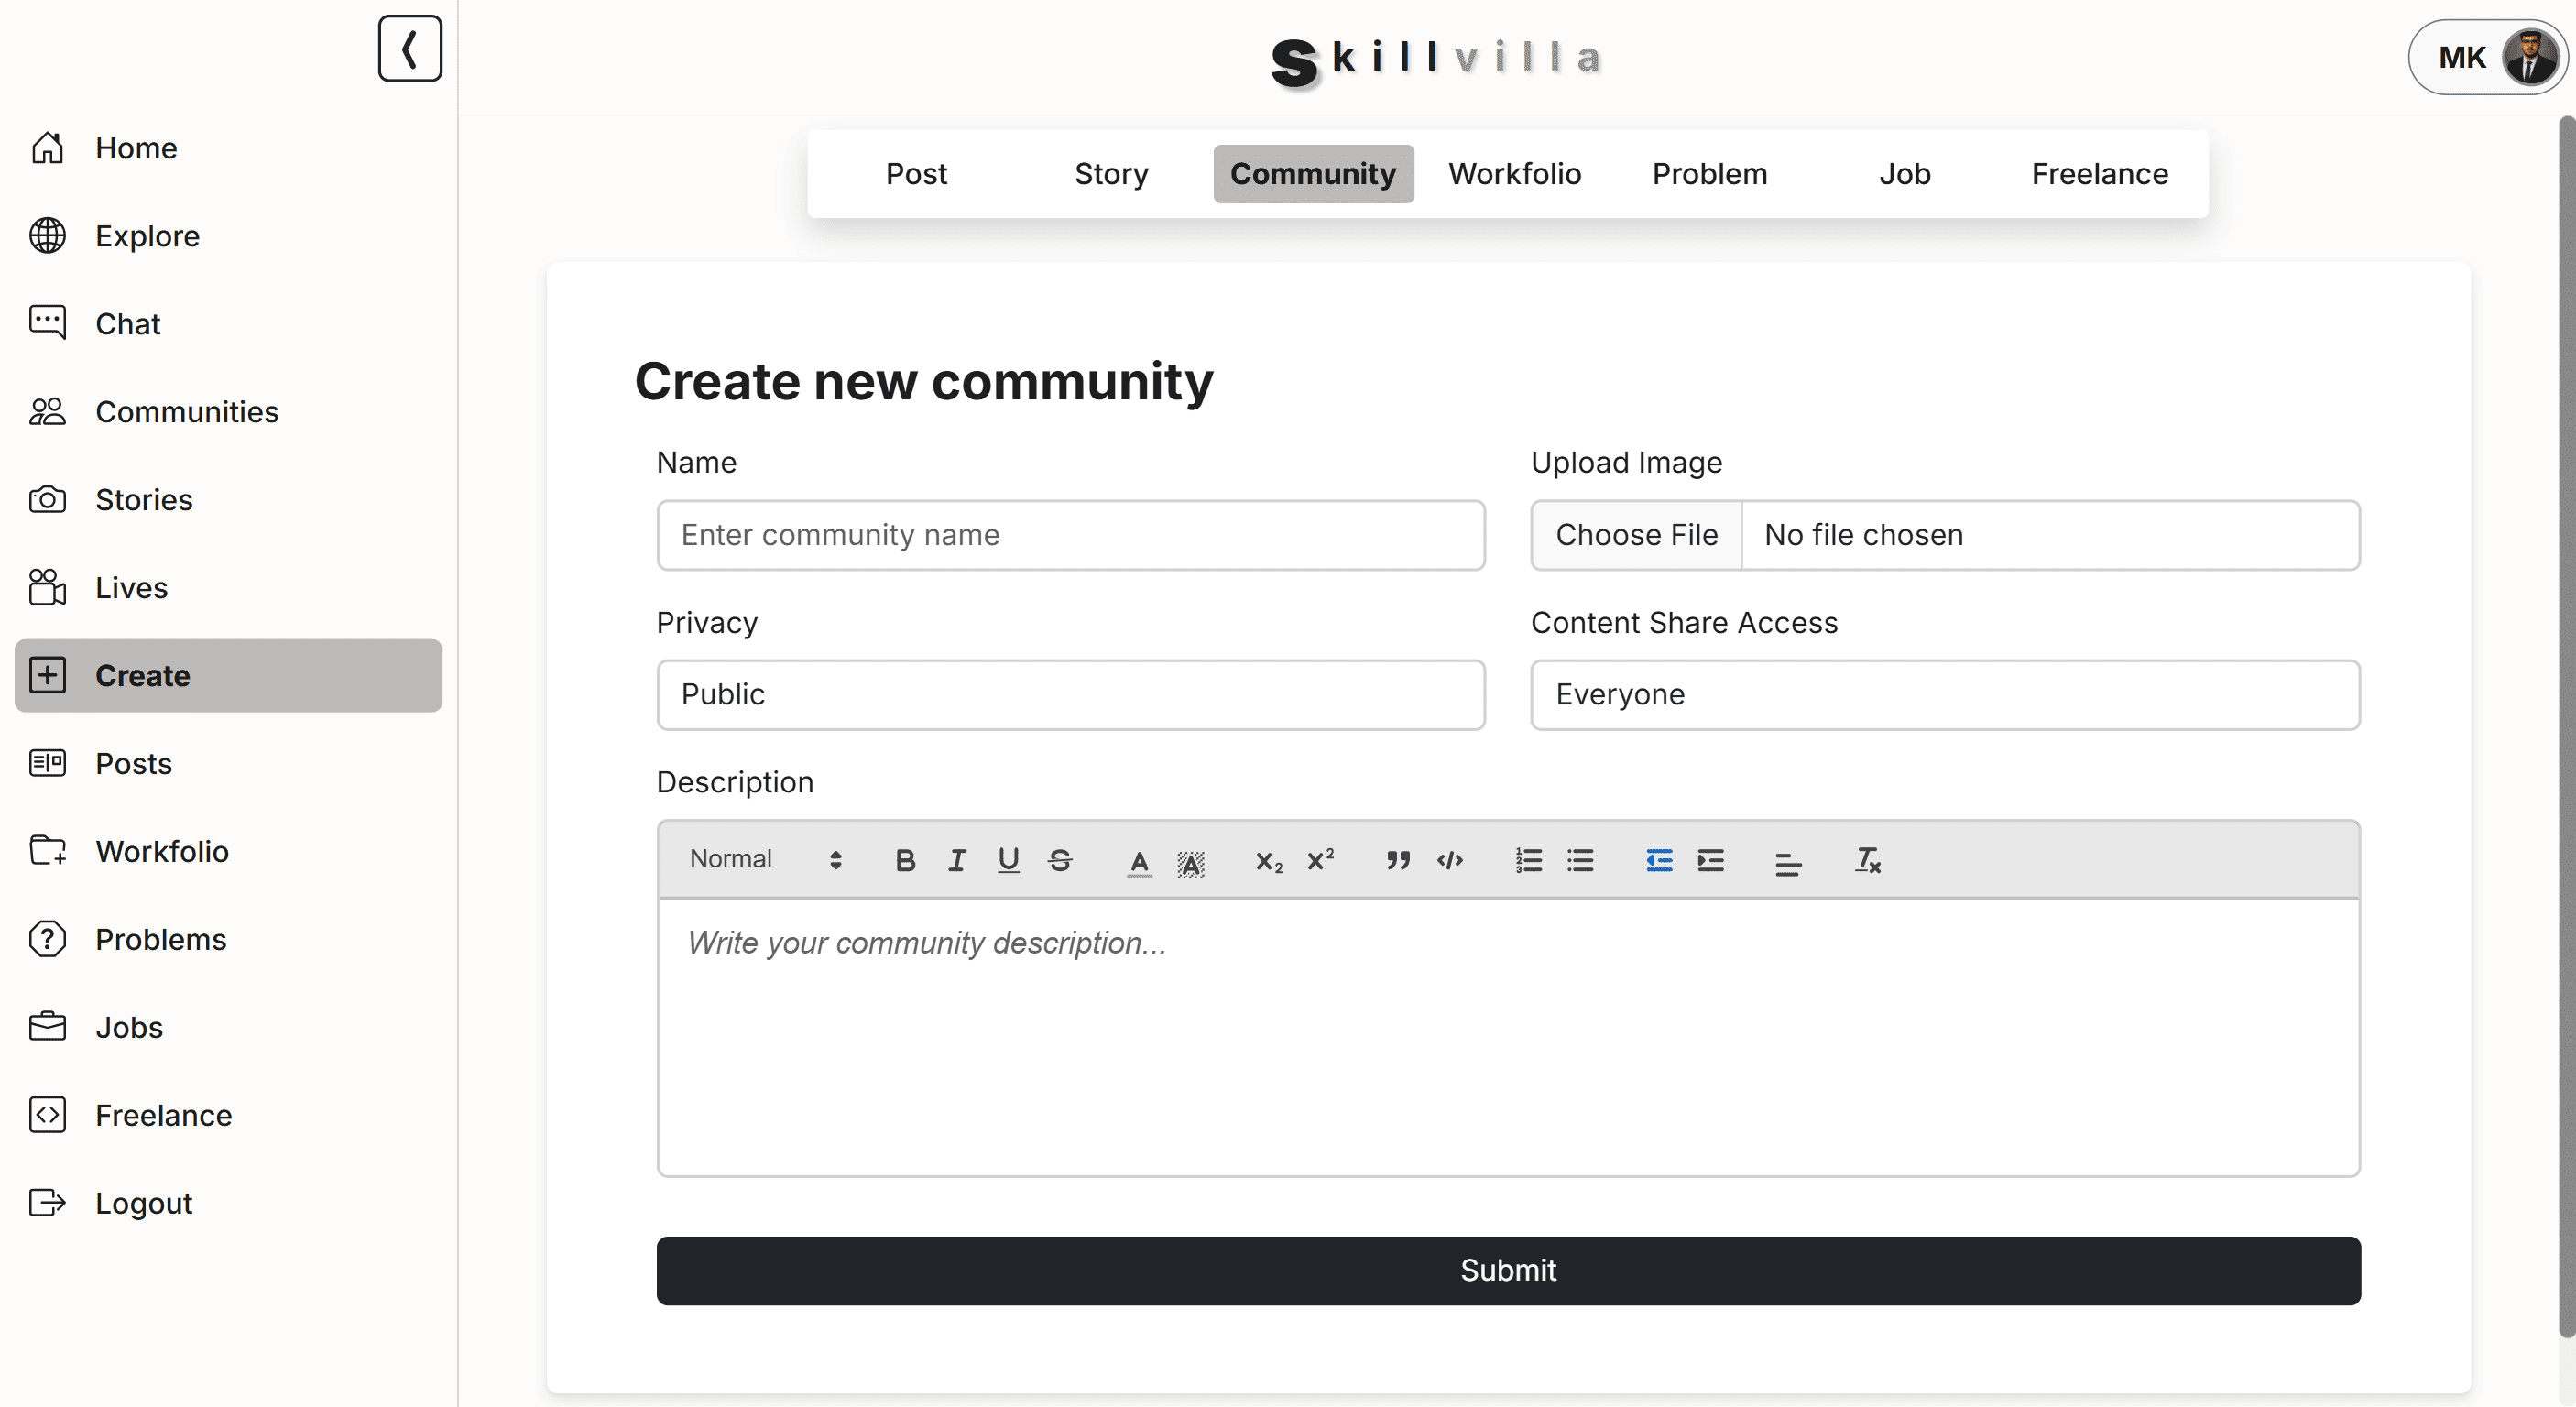 Skillvilla
MK
Home
Explore
Chat
Communities
Stories
Lives
Create
Posts
Workfolio
Problems
Jobs
Freelance
Logout
Post Story Community Workfolio Problem Job Freelance
Create new community
Name
Enter community name
Upload Image
Choose File No file chosen
Privacy
Public
Content Share Access
Everyone
Description
Normal
Write your community description...
Submit